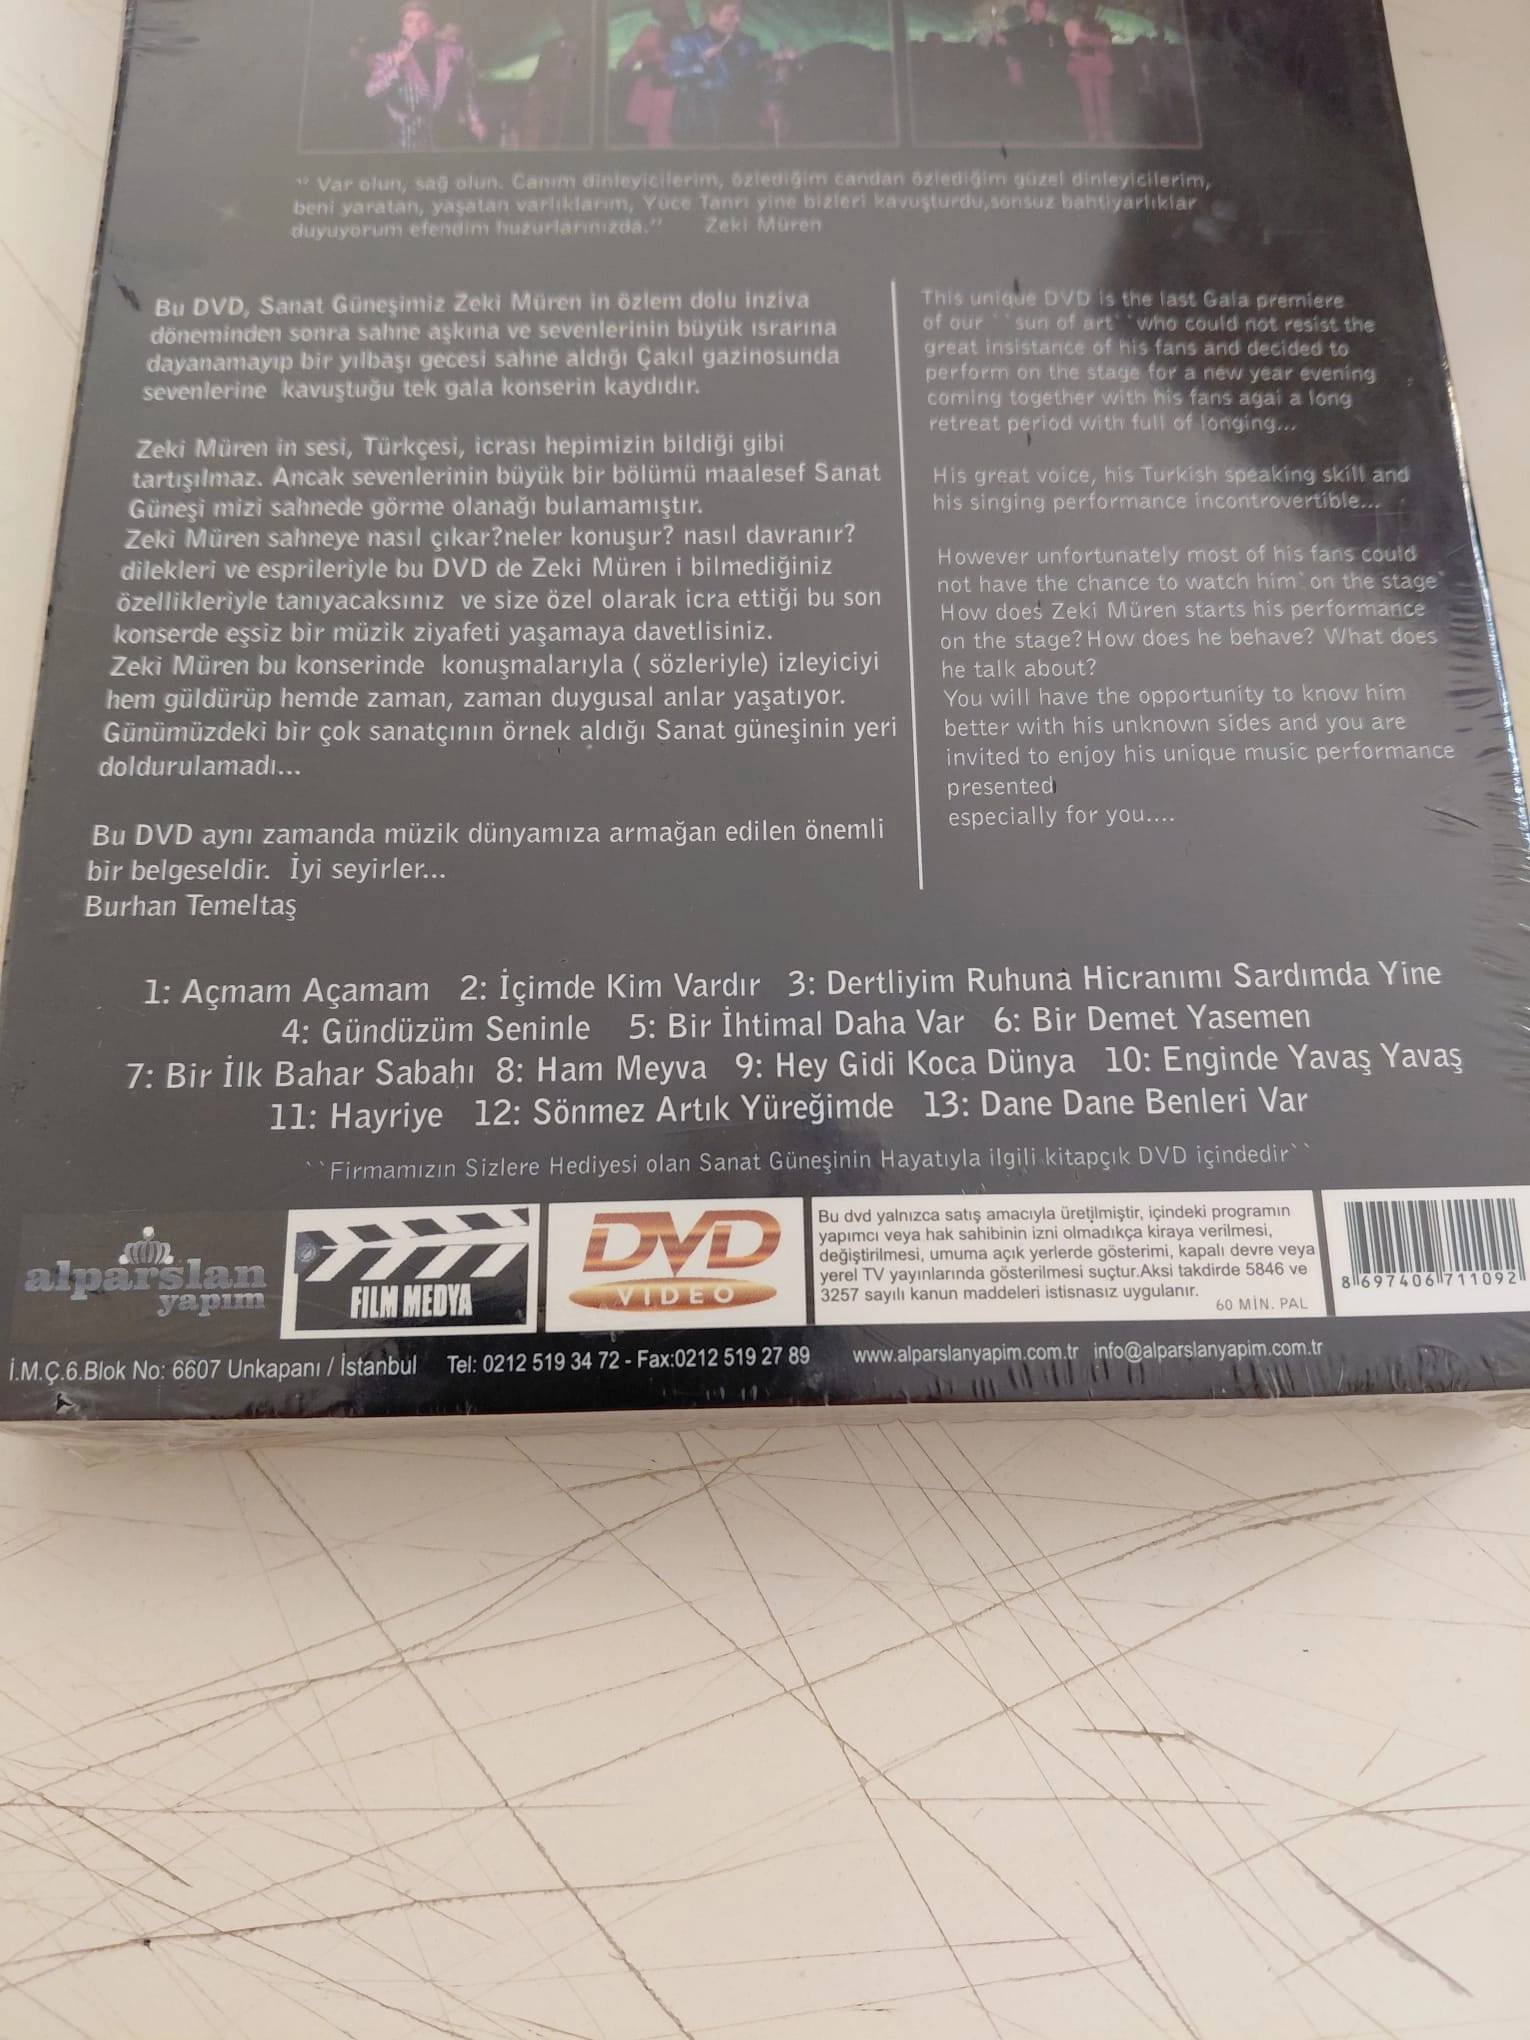 " Var olun, sağ olun. Canım dinleyicilerim, özlediğim candan özlediğim güzel dinleyicilerim,
beni yaratan, yaşatan varlıklarım, Yüce Tanrı yine bizleri kavuşturdu,sonsuz bahtiyarlıklar
duyuyorum efendim huzurlarınızda." Zeki Müren
Bu DVD, Sanat Güneşimiz Zeki Müren in özlem dolu inziva
döneminden sonra sahne aşkına ve sevenlerinin büyük ısrarına
dayanamayıp bir yılbaşı gecesi sahne aldığı Çakıl gazinosunda
sevenlerine kavuştuğu tek gala konserin kaydıdır.
Zeki Müren in sesi, Türkçesi, icrası hepimizin bildiği gibi
tartışılmaz. Ancak sevenlerinin büyük bir bölümü maalesef Sanat
Güneşi mizi sahnede görme olanağı bulamamıştır.
Zeki Müren sahneye nasıl çıkar?neler konuşur? nasıl davranır?
dilekleri ve esprileriyle bu DVD de Zeki Müren i bilmediğiniz
özellikleriyle tanıyacaksınız ve size özel olarak icra ettiği bu son
konserde eşsiz bir müzik ziyafeti yaşamaya davetlisiniz.
Zeki Müren bu konserinde konuşmalarıyla ( sözleriyle) izleyiciyi
hem güldürüp hemde zaman, zaman duygusal anlar yaşatıyor.
Günümüzdeki bir çok sanatçının örnek aldığı Sanat güneşinin yeri
doldurulamadı...
Bu DVD aynı zamanda müzik dünyamıza armağan edilen önemli
bir belgeseldir. İyi seyirler...
Burhan Temeltaş
This unique DVD is the last Gala premiere
of our ``sun of art``who could not resist the
great insistance of his fans and decided to
perform on the stage for a new year evening
coming together with his fans agai a long
retreat period with full of longing...
His great voice, his Turkish speaking skill and
his singing performance incontrovertible...
However unfortunately most of his fans could
not have the chance to watch him` on the stage`
How does Zeki Müren starts his performance
on the stage? How does he behave? What does
he talk about?
You will have the opportunity to know him
better with his unknown sides and you are
invited to enjoy his unique music performance
presented
especially for you....
1: Açmam Açamam 2: İçimde Kim Vardır 3: Dertliyim Ruhuna Hicranımı Sardımda Yine
4: Gündüzüm Seninle 5: Bir İhtimal Daha Var 6: Bir Demet Yasemen
7: Bir İlk Bahar Sabahı 8: Ham Meyva 9: Hey Gidi Koca Dünya 10: Enginde Yavaş Yavaş
11: Hayriye 12: Sönmez Artık Yüreğimde 13: Dane Dane Benleri Var
``Firmamızın Sizlere Hediyesi olan Sanat Güneşinin Hayatıyla ilgili kitapçık DVD içindedir``
alparslan
yapım
FILM MEDYA
DVD
VIDEO
Bu dvd yalnızca satış amacıyla üretilmiştir, içindeki programın
yapımcı veya hak sahibinin izni olmadıkça kiraya verilmesi,
değiştirilmesi, umuma açık yerlerde gösterimi, kapalı devre veya
yerel TV yayınlarında gösterilmesi suçtur.Aksi takdirde 5846 ve
3257 sayılı kanun maddeleri istisnasız uygulanır.
60 MİN. PAL
8 697406 711092
İ.M.Ç.6.Blok No: 6607 Unkapanı / İstanbul Tel: 0212 519 34 72 - Fax:0212 519 27 89 www.alparslanyapim.com.tr info@alparslanyapim.com.tr